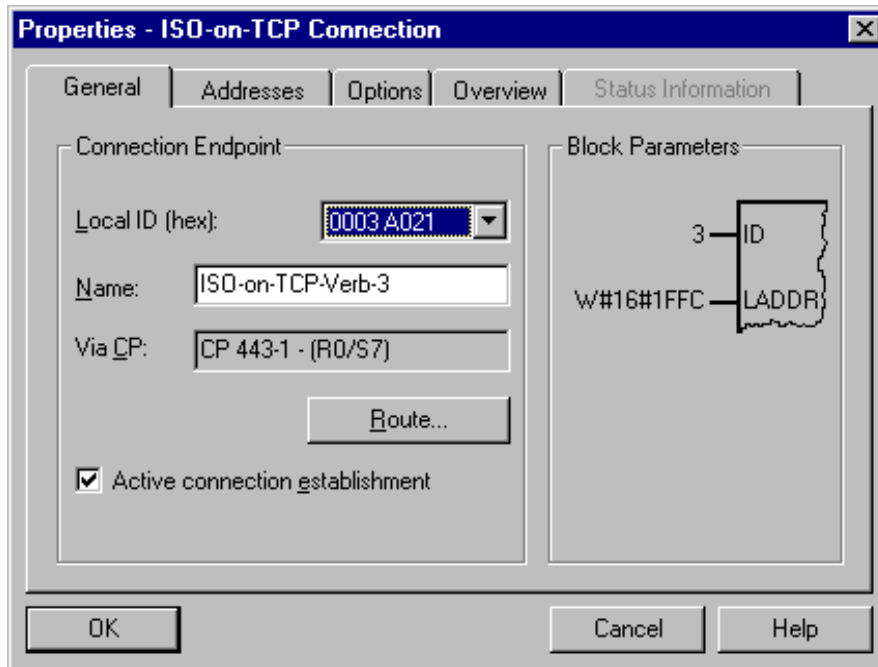 Properties - ISO-on-TCP Connection
General
Addresses
Options
Overview
Status Information
Connection Endpoint
Local ID (hex):
0003 A021
Name:
ISO-on-TCP-Verb-3
Via CP:
CP 443-1 - (R0/S7)
Route...
Active connection establishment
Block Parameters
3
ID
W#16#1FFC
LADDR
OK
Cancel
Help